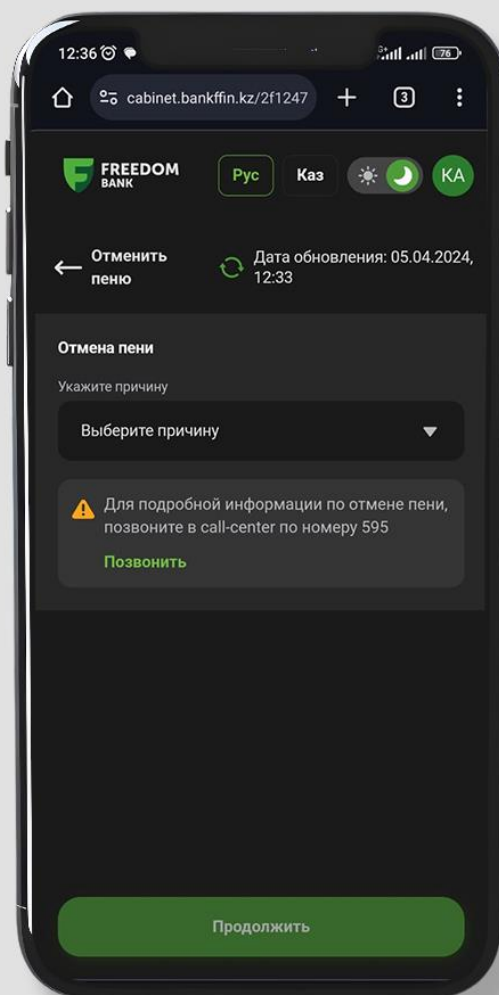 12:36
76
cabinet.bankffin.kz/2f1247
3
FREEDOM
BANK
Рус
Каз
КА
Отменить
пеню
Дата обновления: 05.04.2024,
12:33
Отмена пени
Укажите причину
Выберите причину
Для подробной информации по отмене пени,
позвоните в call-center по номеру 595
Позвонить
Продолжить